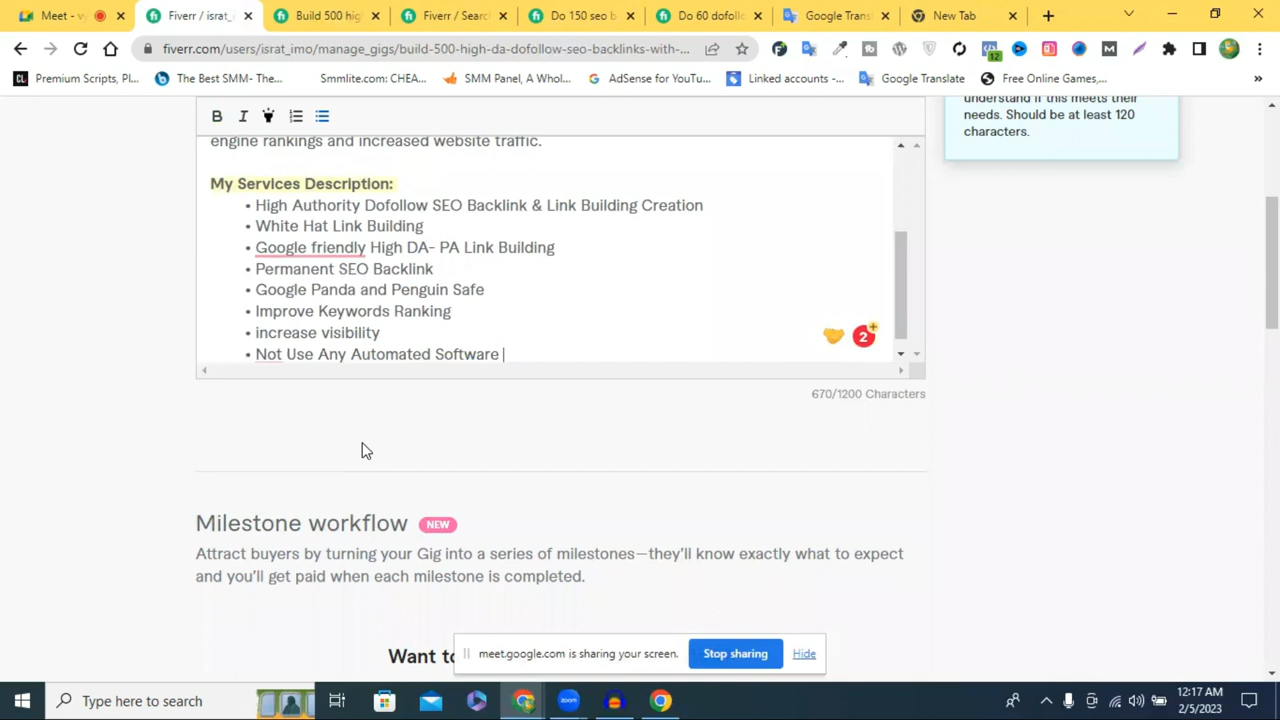 Meet - vy
Fiverr / israt_i
Build 500 hig
Fiverr / Searc
Do 150 seo b
Do 60 dofoll
Google Trans
New Tab
fiverr.com/users/israt_imo/manage_gigs/build-500-high-da-dofollow-seo-backlinks-with-...
12
Premium Scripts, Pl...
The Best SMM- The...
Smmlite.com: CHEA...
SMM Panel, A Whol...
AdSense for YouTu...
Linked accounts -...
Google Translate
Free Online Games,...
»
B I
understand if this meets their
needs. Should be at least 120
characters.
engine rankings and increased website traffic.
My Services Description:
• High Authority Dofollow SEO Backlink & Link Building Creation
• White Hat Link Building
• Google friendly High DA- PA Link Building
• Permanent SEO Backlink
• Google Panda and Penguin Safe
• Improve Keywords Ranking
• increase visibility
• Not Use Any Automated Software
2
670/1200 Characters
Milestone workflow NEW
Attract buyers by turning your Gig into a series of milestones—they'll know exactly what to expect
and you'll get paid when each milestone is completed.
Want to
meet.google.com is sharing your screen. Stop sharing Hide
Type here to search
12:17 AM
2/5/2023